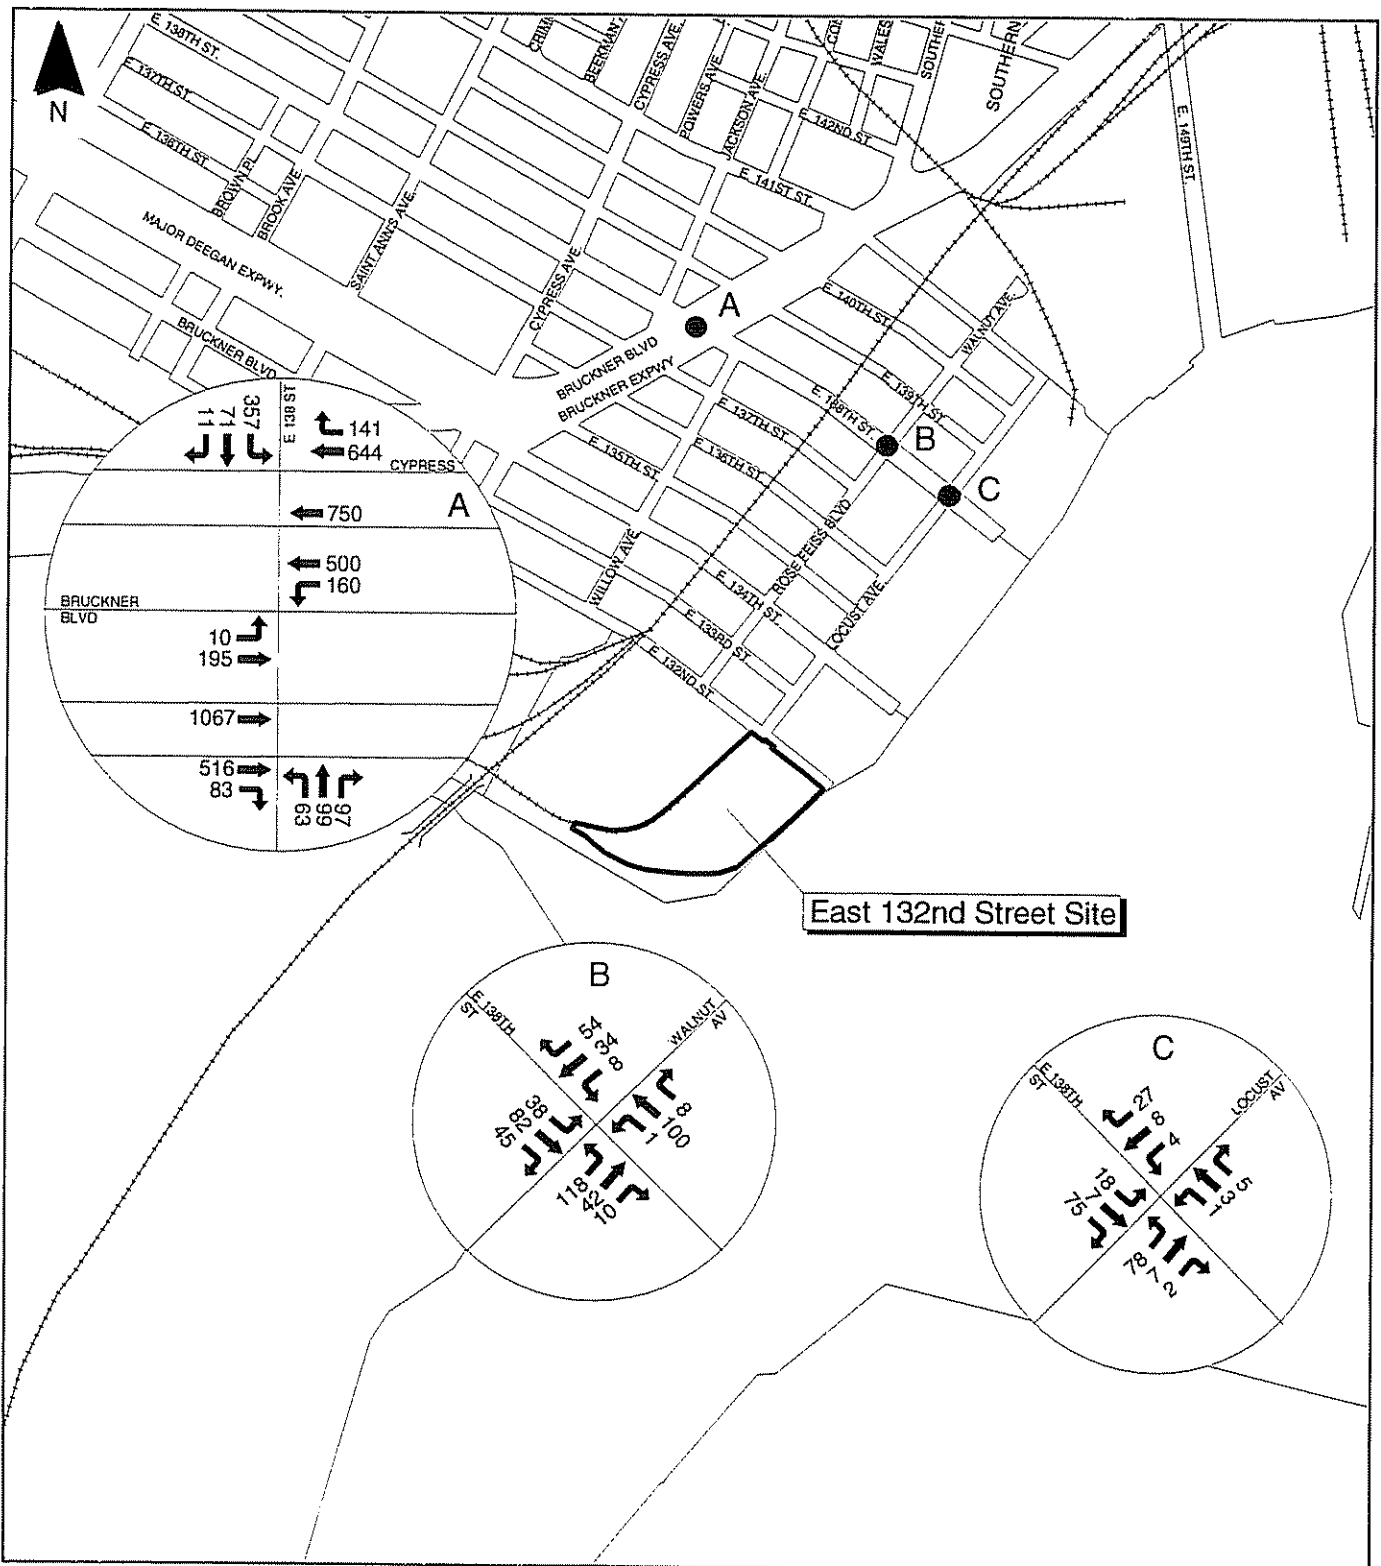 N
E 138TH ST.
E 137TH ST.
E 136TH ST
BROWN PL
BROOK AVE.
SAINT ANN'S AVE.
CYPRESS AVE.
BEEKMAN
CYPRESS AVE.
POWERS AVE.
JACKSON AVE.
WALES
SOUTHERN
E. 142ND ST
E. 141ST ST.
E. 149TH ST.
MAJOR DEEGAN EXPWY.
BRUCKNER BLVD
BRUCKNER BLVD
BRUCKNER EXPWY
A
E. 140TH ST.
WALNUT AVE.
E. 139TH ST.
E. 138TH ST.
B
C
E. 137TH ST.
E. 136TH ST.
E. 135TH ST.
WILLOW AVE.
ROSE FEISS BLVD
E. 134TH ST.
LOCUST AVE.
E. 133RD ST
E. 132ND ST.
East 132nd Street Site
11
71
357
E 138 ST
141
644
CYPRESS
A
750
500
160
BRUCKNER
BLVD
10
195
1067
516
83
63
99
97
B
E 138TH
ST
WALNUT
AV
54
34
8
38
82
45
8
100
1
118
42
10
C
E 138TH
ST
LOCUST
AV
27
8
4
18
7
75
5
3
1
78
7
2